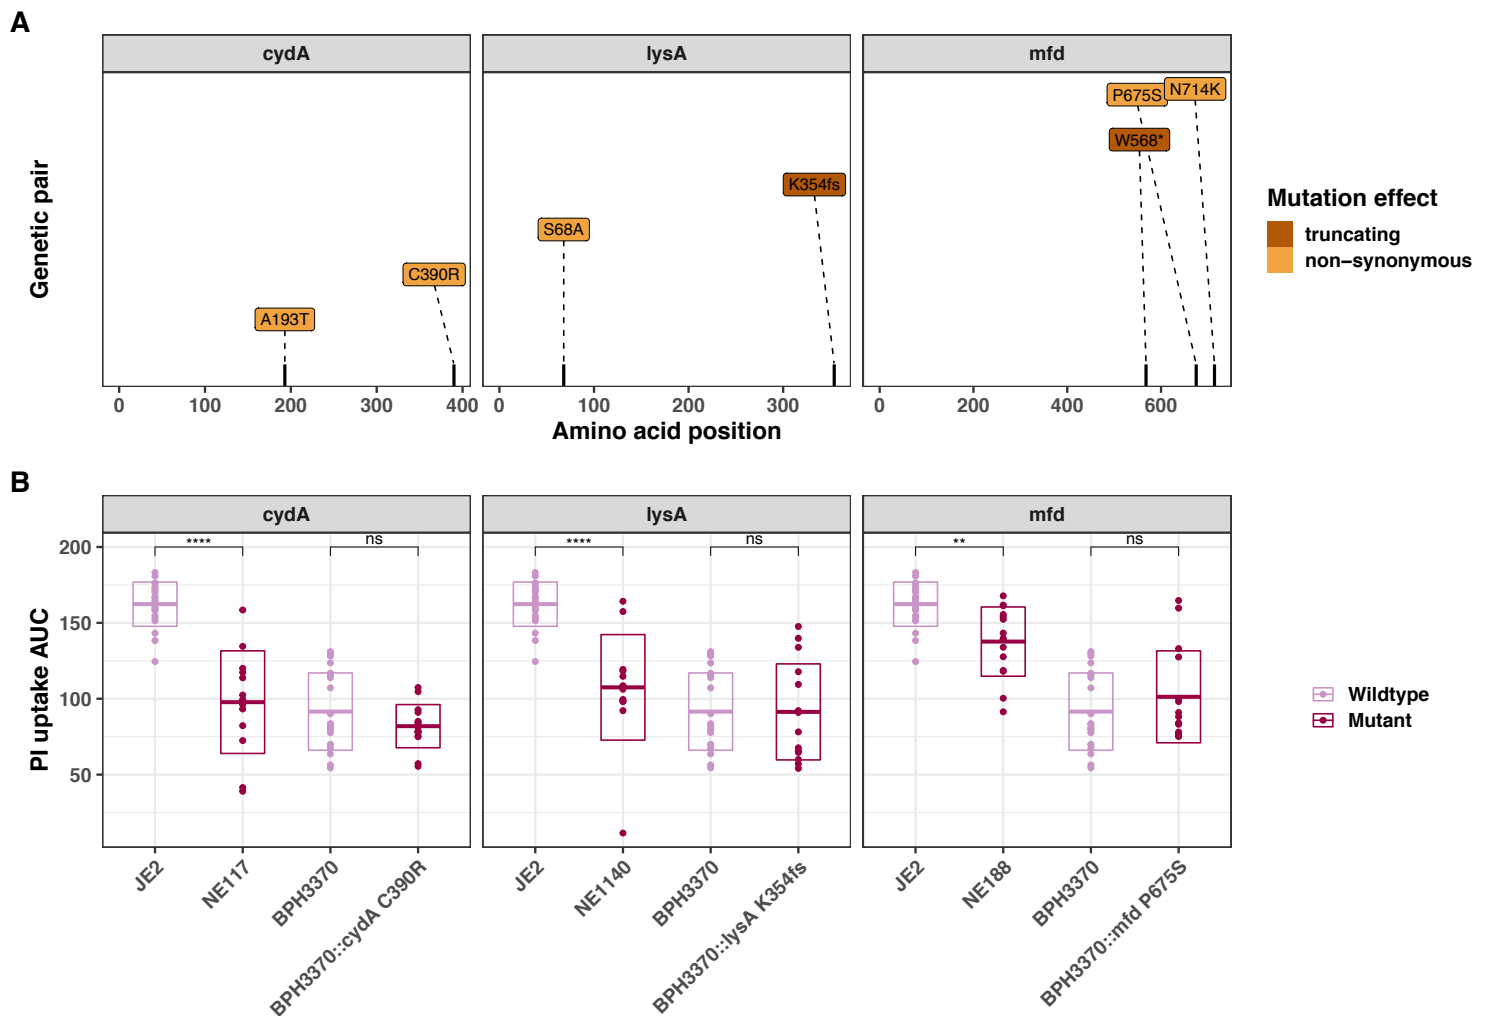 A
cydA
lysA
mfd
P675S
N714K
W568*
K354fs
S68A
C390R
A193T
Genetic pair
0 100 200 300 400
0 100 200 300
0 200 400 600
Amino acid position
Mutation effect
truncating
non−synonymous
B
cydA
lysA
mfd
**** ns
**** ns
** ns
200
150
100
50
PI uptake AUC
JE2
NE117
BPH3370
BPH3370::cydA C390R
JE2
NE1140
BPH3370
BPH3370::lysA K354fs
JE2
NE188
BPH3370
BPH3370::mfd P675S
Wildtype
Mutant